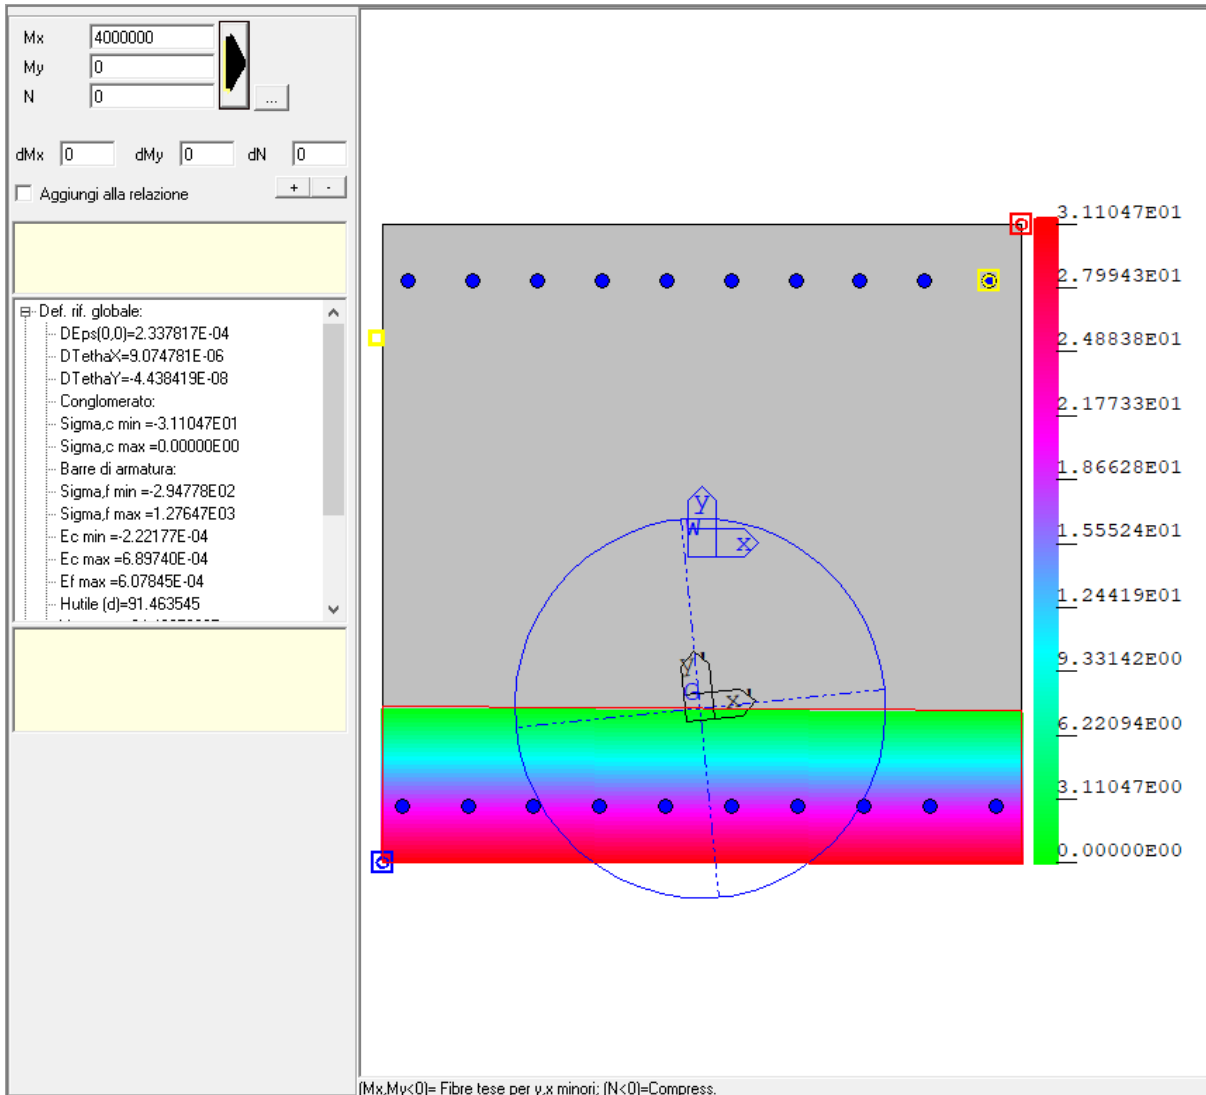 Mx 4000000
My 0
N 0
...
dMx 0 dMy 0 dN 0
Aggiungi alla relazione + -
Def. rif. globale:
DEps(0,0)=2.337817E-04
DTethaX=9.074781E-06
DTethaY=-4.438419E-08
Conglomerato:
Sigma,c min =-3.11047E01
Sigma,c max =0.00000E00
Barre di armatura:
Sigma,f min =-2.94778E02
Sigma,f max =1.27647E03
Ec min =-2.22177E-04
Ec max =6.89740E-04
Ef max =6.07845E-04
Hutile (d)=91.463545
3.11047E01
2.79943E01
2.48838E01
2.17733E01
1.86628E01
1.55524E01
1.24419E01
9.33142E00
6.22094E00
3.11047E00
0.00000E00
y
W
x
y
G
x
(Mx,My<0)= Fibre tese per y,x minori; (N<0)=Compress.